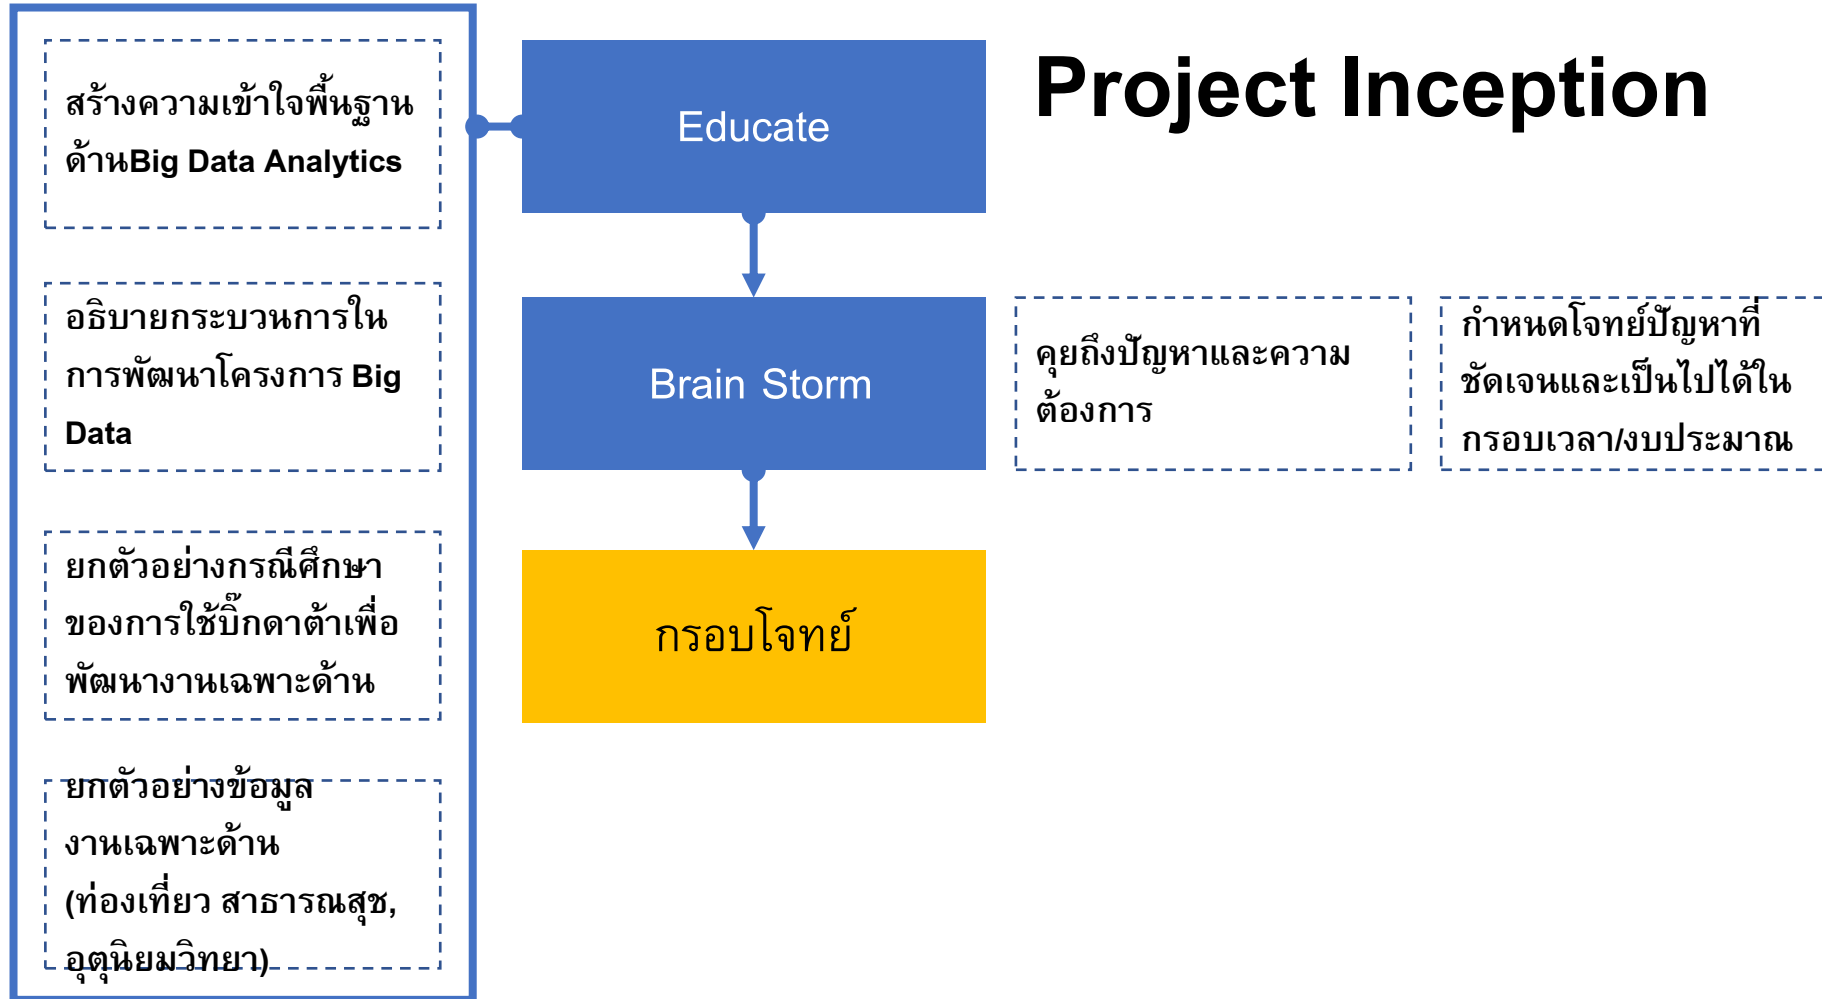 Project Inception
สร้างความเข้าใจพื้นฐาน
ด้านBig Data Analytics
Educate
อธิบายกระบวนการใน
การพัฒนาโครงการ Big
Data
Brain Storm
คุยถึงปัญหาและความ
ต้องการ
กำหนดโจทย์ปัญหาที่
ชัดเจนและเป็นไปได้ใน
กรอบเวลา/งบประมาณ
ยกตัวอย่างกรณีศึกษา
ของการใช้บิ๊กดาต้าเพื่อ
พัฒนางานเฉพาะด้าน
กรอบโจทย์
ยกตัวอย่างข้อมูล
งานเฉพาะด้าน
(ท่องเที่ยว สาธารณสุช,
อุตุนิยมวิทยา)